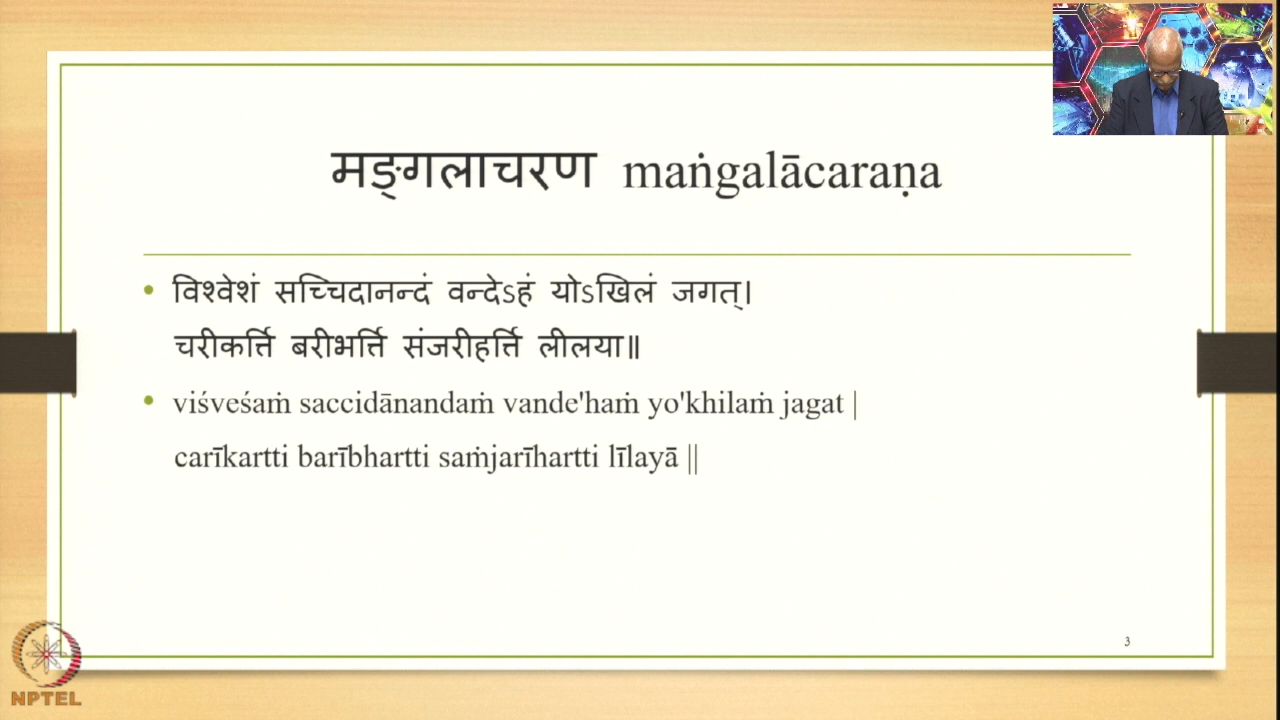 मङ्गलाचरण maṅgalācaraṇa
• विश्वेशं सच्चिदानन्दं वन्देऽहं योऽखिलं जगत्।
चरीकर्त्ति बरीभर्त्ति संजरीहर्त्ति लीलया॥
• viśveśaṁ saccidānandaṁ vande'haṁ yo'khilaṁ jagat |
carīkartti barībhartti saṁjarīhartti līlayā ||
3
NPTEL